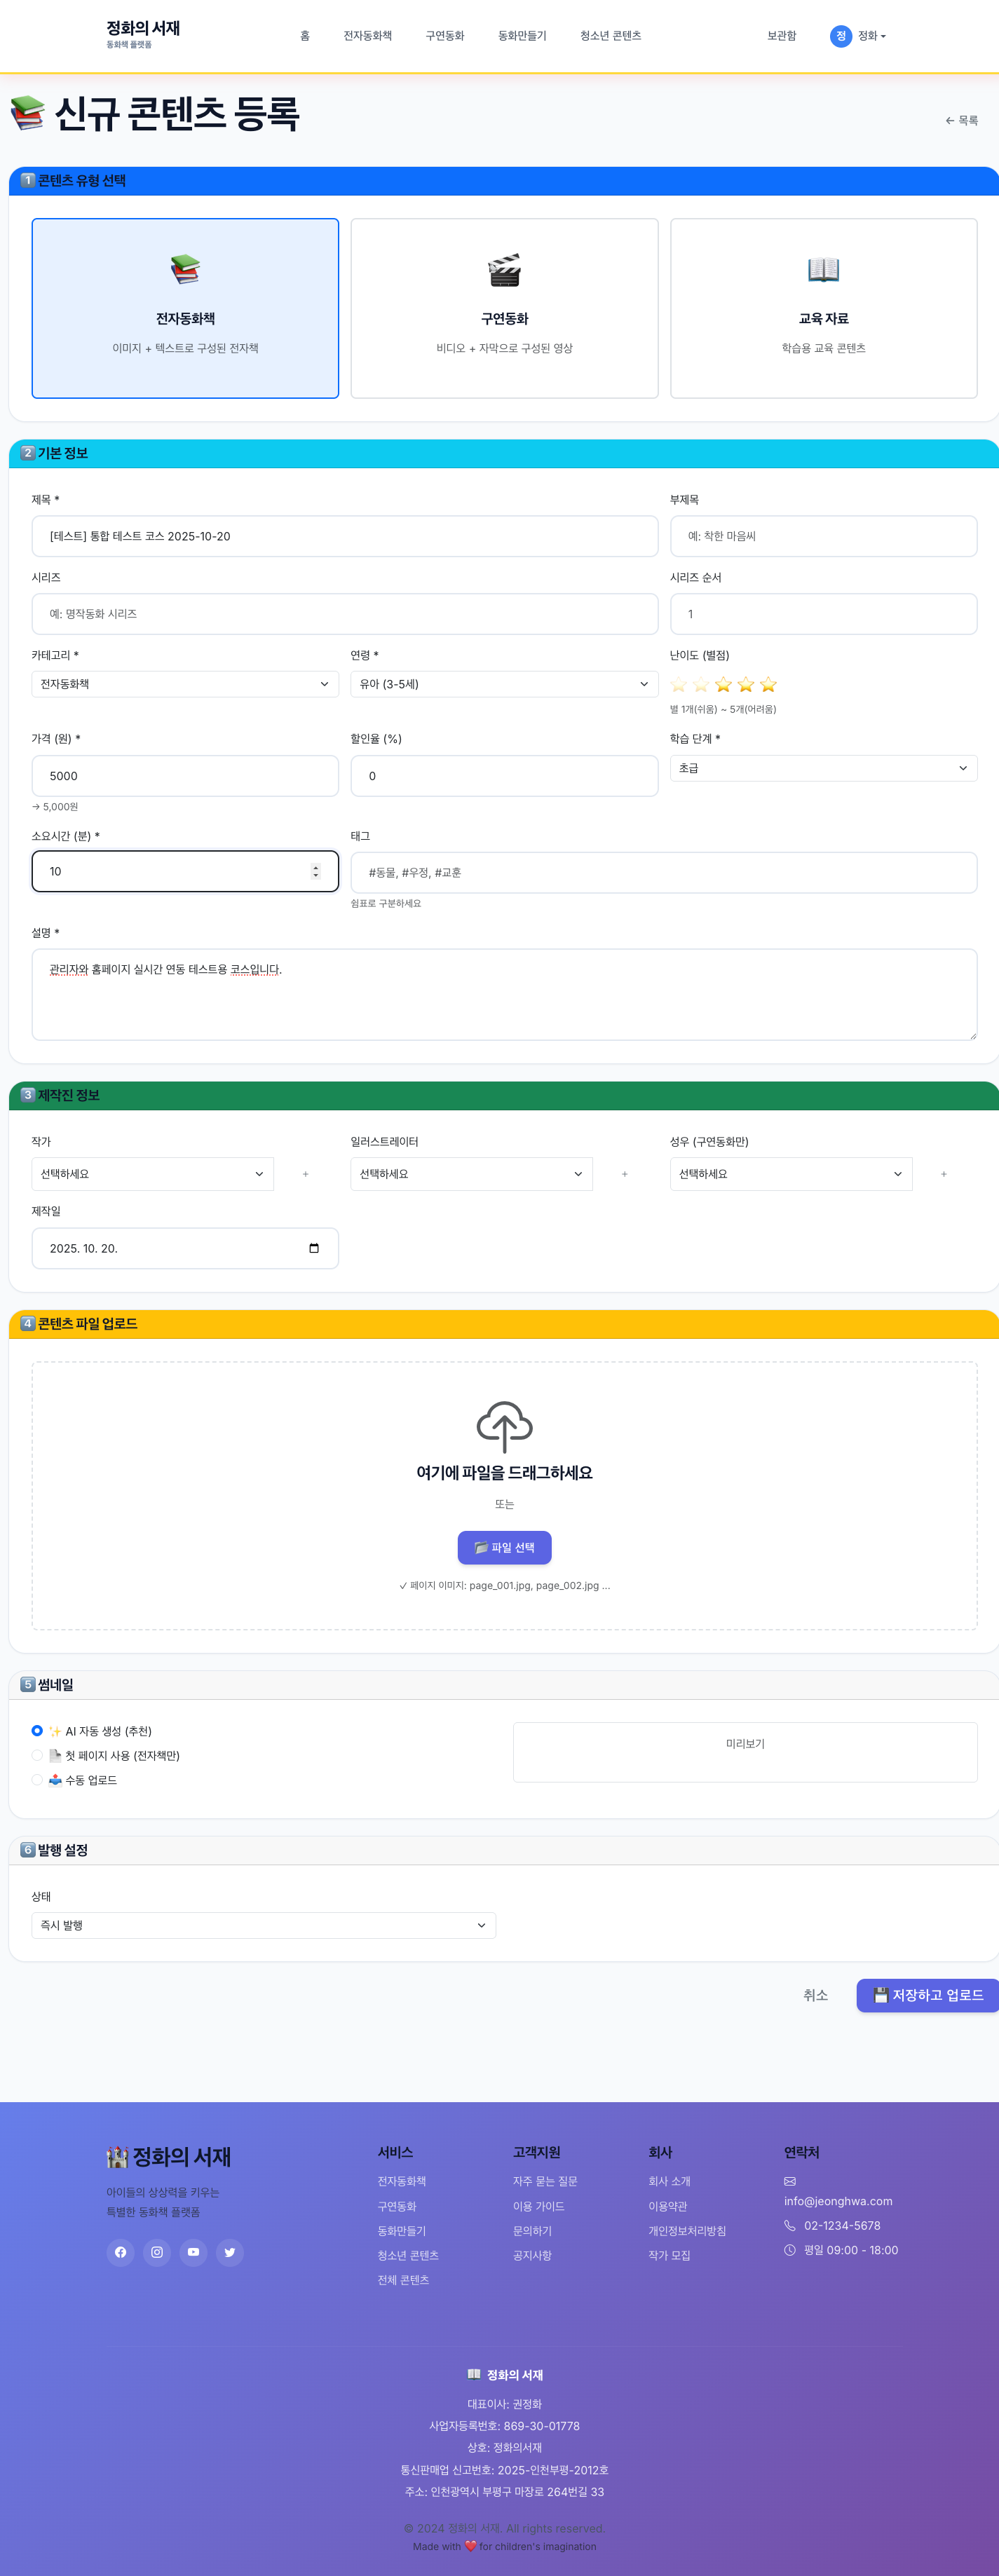 정화의 서재
동화책 플랫폼
홈
전자동화책
구연동화
동화만들기
청소년 콘텐츠
보관함
정
정화
📚 신규 콘텐츠 등록
← 목록
1️⃣ 콘텐츠 유형 선택
전자동화책
이미지 + 텍스트로 구성된 전자책
구연동화
비디오 + 자막으로 구성된 영상
교육 자료
학습용 교육 콘텐츠
2️⃣ 기본 정보
제목 *
부제목
[테스트] 통합 테스트 코스 2025-10-20
예: 착한 마음씨
시리즈
시리즈 순서
예: 명작동화 시리즈
1
카테고리 *
연령 *
난이도 (별점)
전자동화책
유아 (3-5세)
별 1개(쉬움) ~ 5개(어려움)
가격 (원) *
할인율 (%)
학습 단계 *
5000
0
초급
→ 5,000원
소요시간 (분) *
태그
10
#동물, #우정, #교훈
쉼표로 구분하세요
설명 *
관리자와 홈페이지 실시간 연동 테스트용 코스입니다.
3️⃣ 제작진 정보
작가
일러스트레이터
성우 (구연동화만)
선택하세요
+
선택하세요
+
선택하세요
+
제작일
2025. 10. 20.
4️⃣ 콘텐츠 파일 업로드
여기에 파일을 드래그하세요
또는
📂 파일 선택
✓ 페이지 이미지: page_001.jpg, page_002.jpg ...
5️⃣ 썸네일
✨ AI 자동 생성 (추천)
미리보기
📄 첫 페이지 사용 (전자책만)
📤 수동 업로드
6️⃣ 발행 설정
상태
즉시 발행
취소
💾 저장하고 업로드
🏰 정화의 서재
아이들의 상상력을 키우는
특별한 동화책 플랫폼
서비스
전자동화책
구연동화
동화만들기
청소년 콘텐츠
전체 콘텐츠
고객지원
자주 묻는 질문
이용 가이드
문의하기
공지사항
회사
회사 소개
이용약관
개인정보처리방침
작가 모집
연락처
info@jeonghwa.com
02-1234-5678
평일 09:00 - 18:00
정화의 서재
대표이사: 권정화
사업자등록번호: 869-30-01778
상호: 정화의서재
통신판매업 신고번호: 2025-인천부평-2012호
주소: 인천광역시 부평구 마장로 264번길 33
© 2024 정화의 서재. All rights reserved.
Made with ❤️ for children's imagination